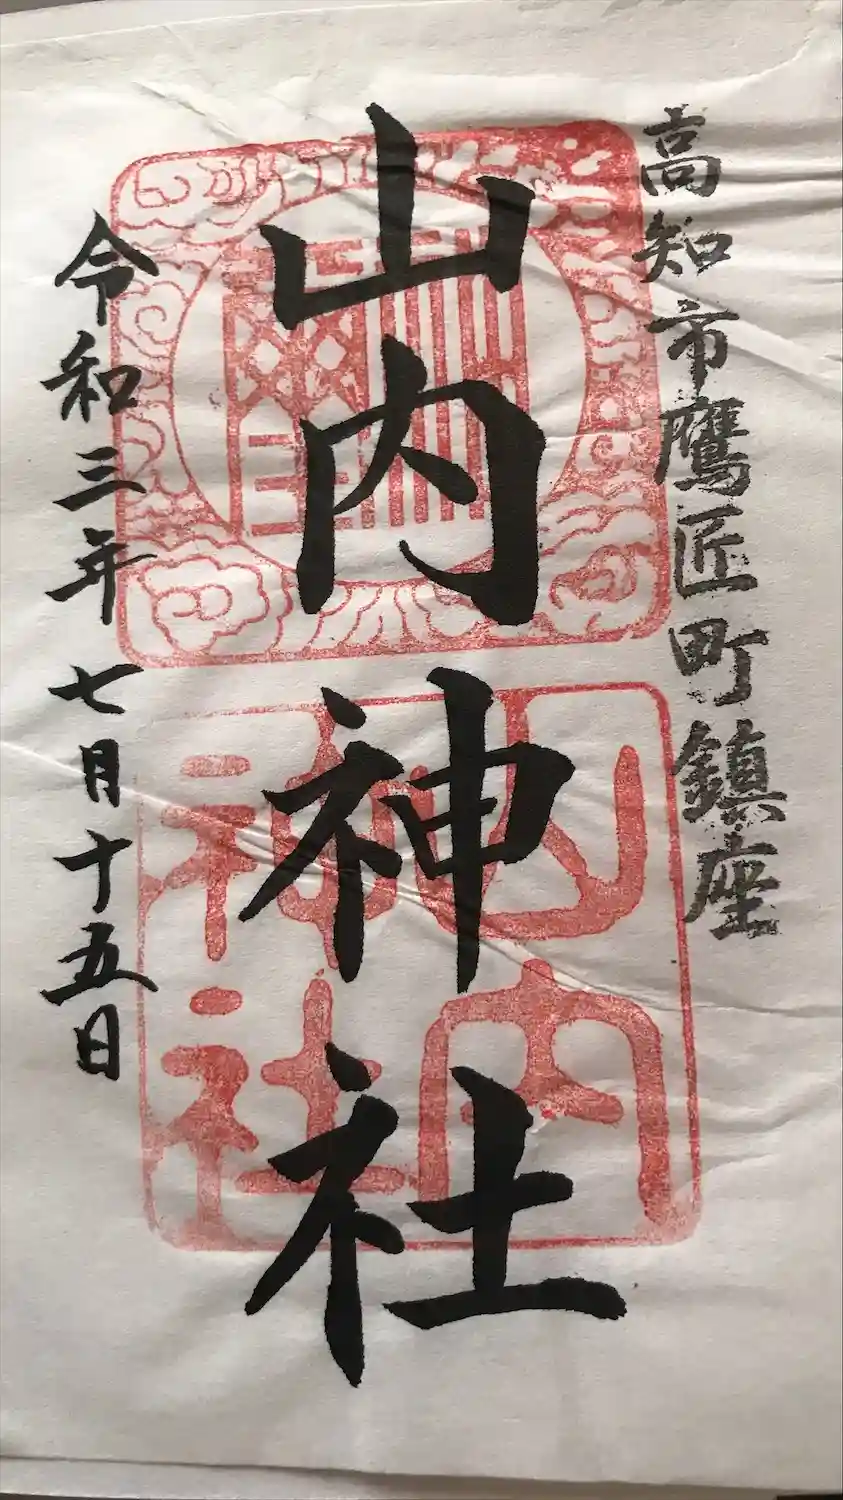 高知市鷹匠町鎮座
山内神社
山内
神社
令和三年七月十五日